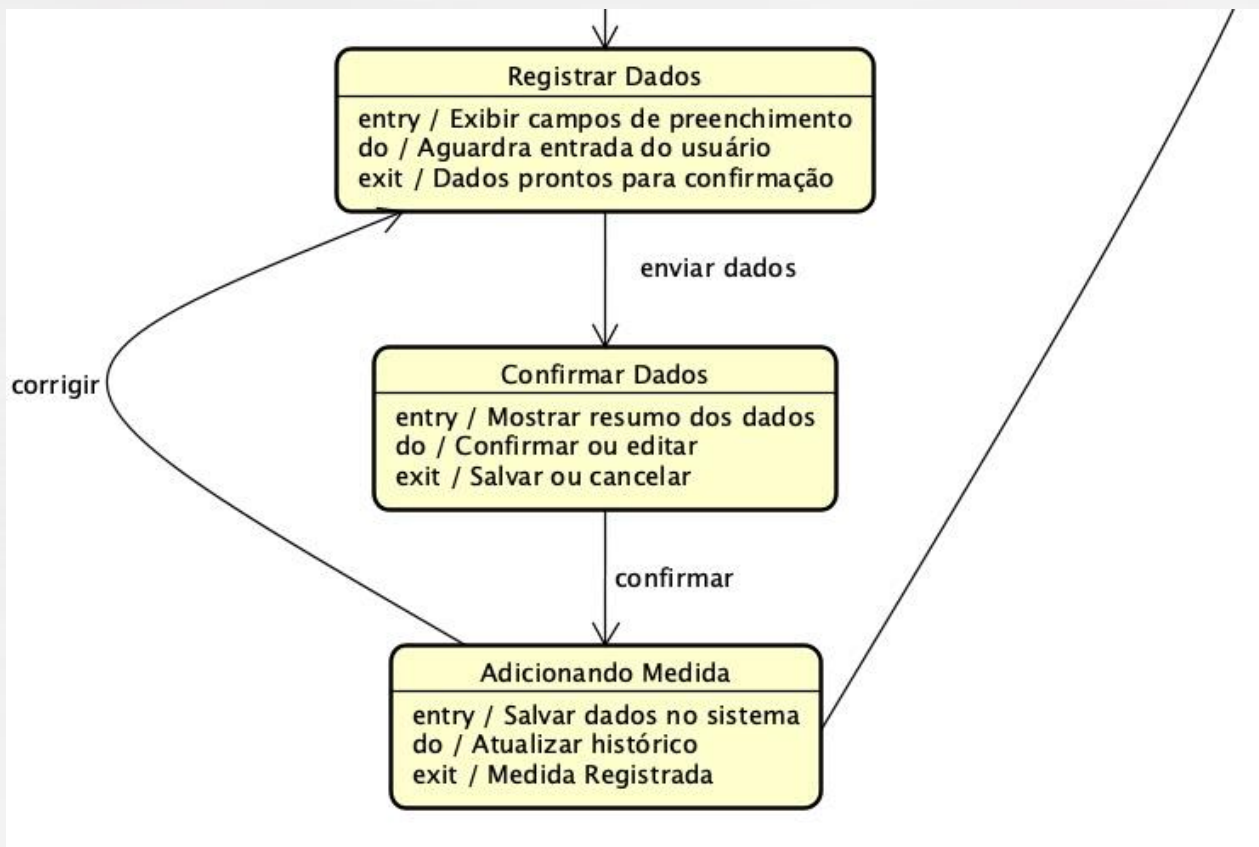 Registrar Dados
entry / Exibir campos de preenchimento
do / Aguardra entrada do usuário
exit / Dados prontos para confirmação
enviar dados
corrigir
Confirmar Dados
entry / Mostrar resumo dos dados
do / Confirmar ou editar
exit / Salvar ou cancelar
confirmar
Adicionando Medida
entry / Salvar dados no sistema
do / Atualizar histórico
exit / Medida Registrada